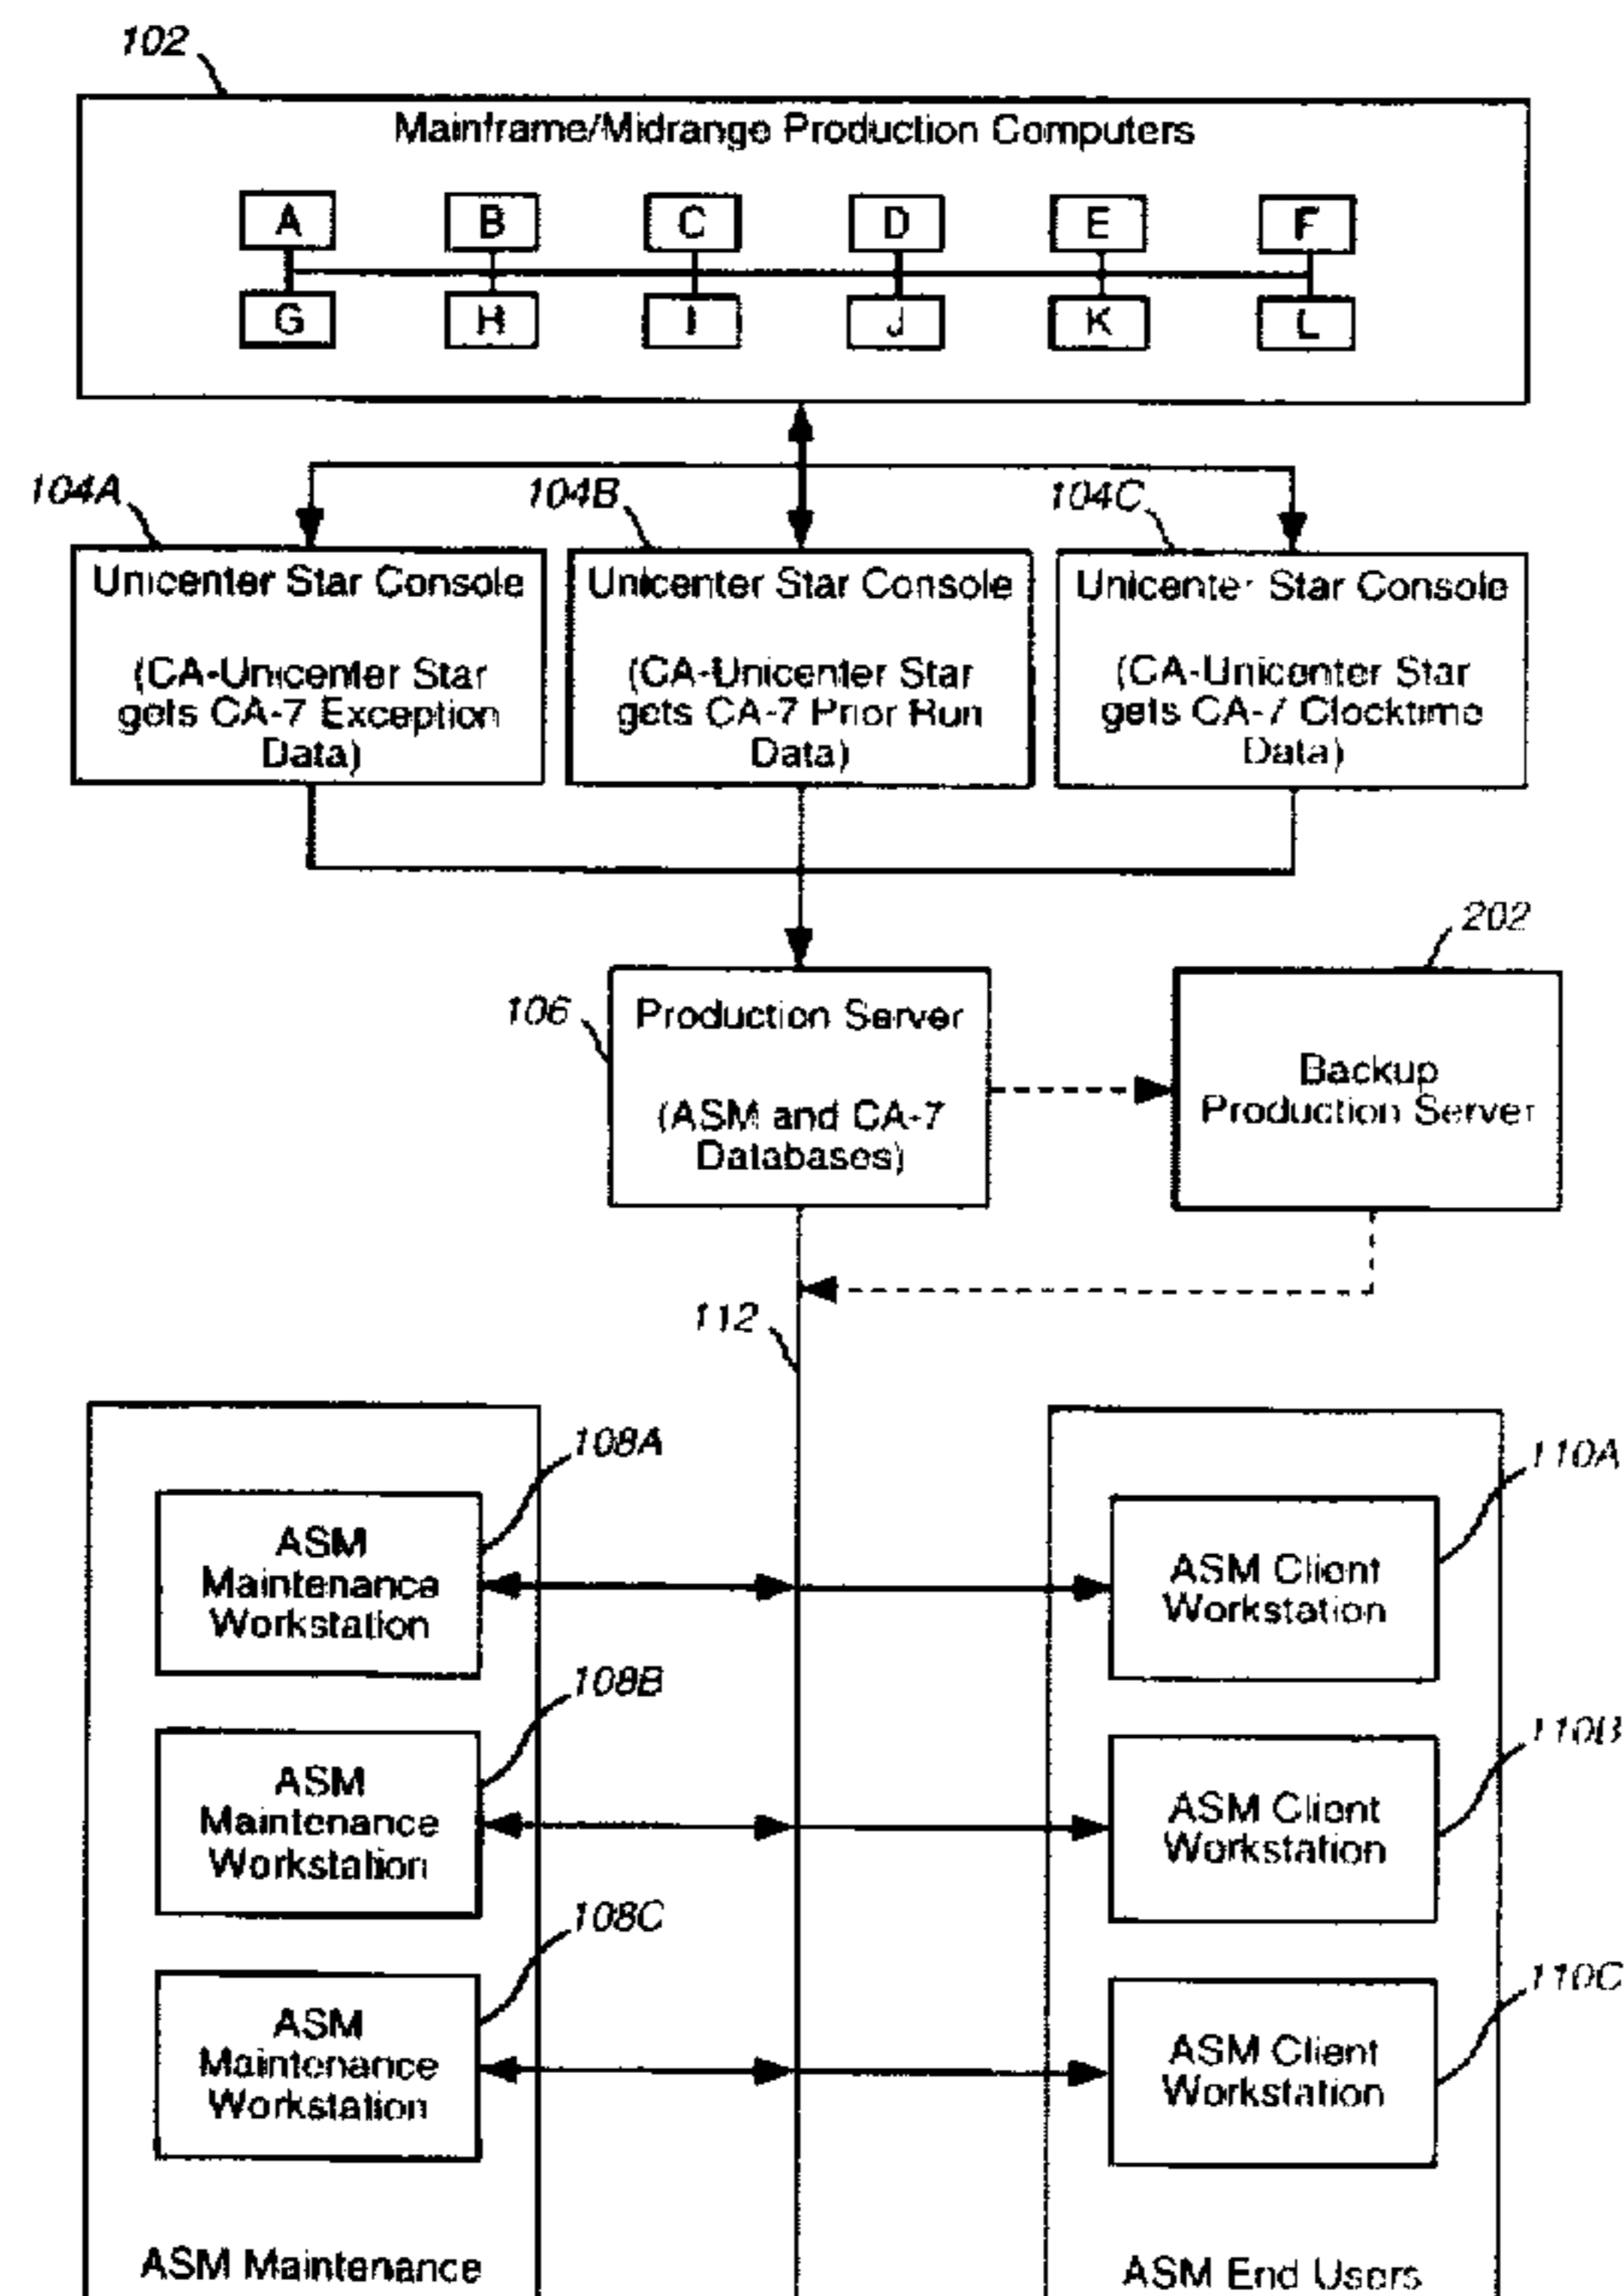 102
Mainframe/Midrange Production Computers
A B C D E F
G H I J K L
104A
104B
104C
Unicenter Star Console
(CA-Unicenter Star
gets CA-7 Exception
Data)
Unicenter Star Console
(CA-Unicenter Star
gets CA-7 Prior Run
Data)
Unicenter Star Console
(CA-Unicenter Star
gets CA-7 Clocktime
Data)
202
106
Production Server
(ASM and CA-7
Databases)
Backup
Production Server
112
108A
ASM
Maintenance
Workstation
110A
ASM Client
Workstation
108B
ASM
Maintenance
Workstation
110B
ASM Client
Workstation
108C
ASM
Maintenance
Workstation
110C
ASM Client
Workstation
ASM Maintenance
ASM End Users